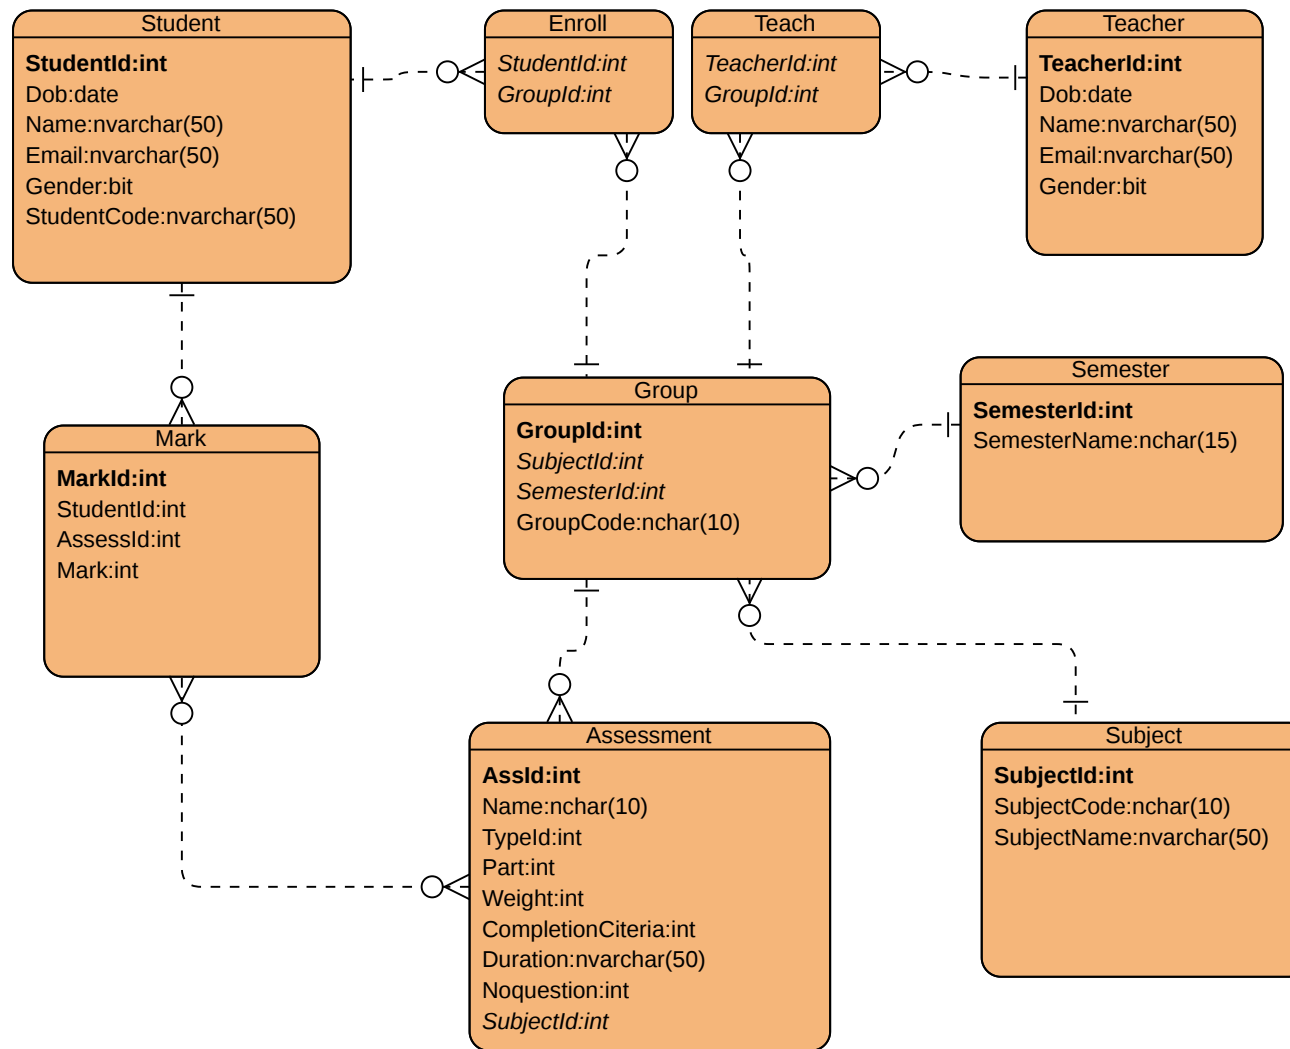 Student
StudentId:int
Dob:date
Name:nvarchar(50)
Email:nvarchar(50)
Gender:bit
StudentCode:nvarchar(50)
Enroll
StudentId:int
GroupId:int
Teach
TeacherId:int
GroupId:int
Teacher
TeacherId:int
Dob:date
Name:nvarchar(50)
Email:nvarchar(50)
Gender:bit
Mark
MarkId:int
StudentId:int
AssessId:int
Mark:int
Group
GroupId:int
SubjectId:int
SemesterId:int
GroupCode:nchar(10)
Semester
SemesterId:int
SemesterName:nchar(15)
Assessment
AssId:int
Name:nchar(10)
TypeId:int
Part:int
Weight:int
CompletionCiteria:int
Duration:nvarchar(50)
Noquestion:int
SubjectId:int
Subject
SubjectId:int
SubjectCode:nchar(10)
SubjectName:nvarchar(50)